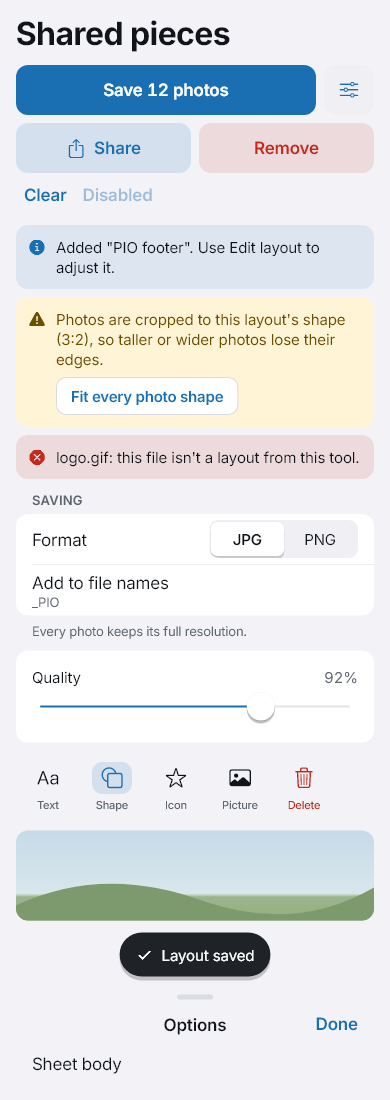 Shared pieces
Save 12 photos
Share
Remove
Clear
Disabled
Added "PIO footer". Use Edit layout to
adjust it.
Photos are cropped to this layout's shape
(3:2), so taller or wider photos lose their
edges.
Fit every photo shape
logo.gif: this file isn't a layout from this tool.
SAVING
Format
JPG
PNG
Add to file names
_PIO
Every photo keeps its full resolution.
Quality
92%
Aa
Text
Shape
Icon
Picture
Delete
Layout saved
Options
Done
Sheet body